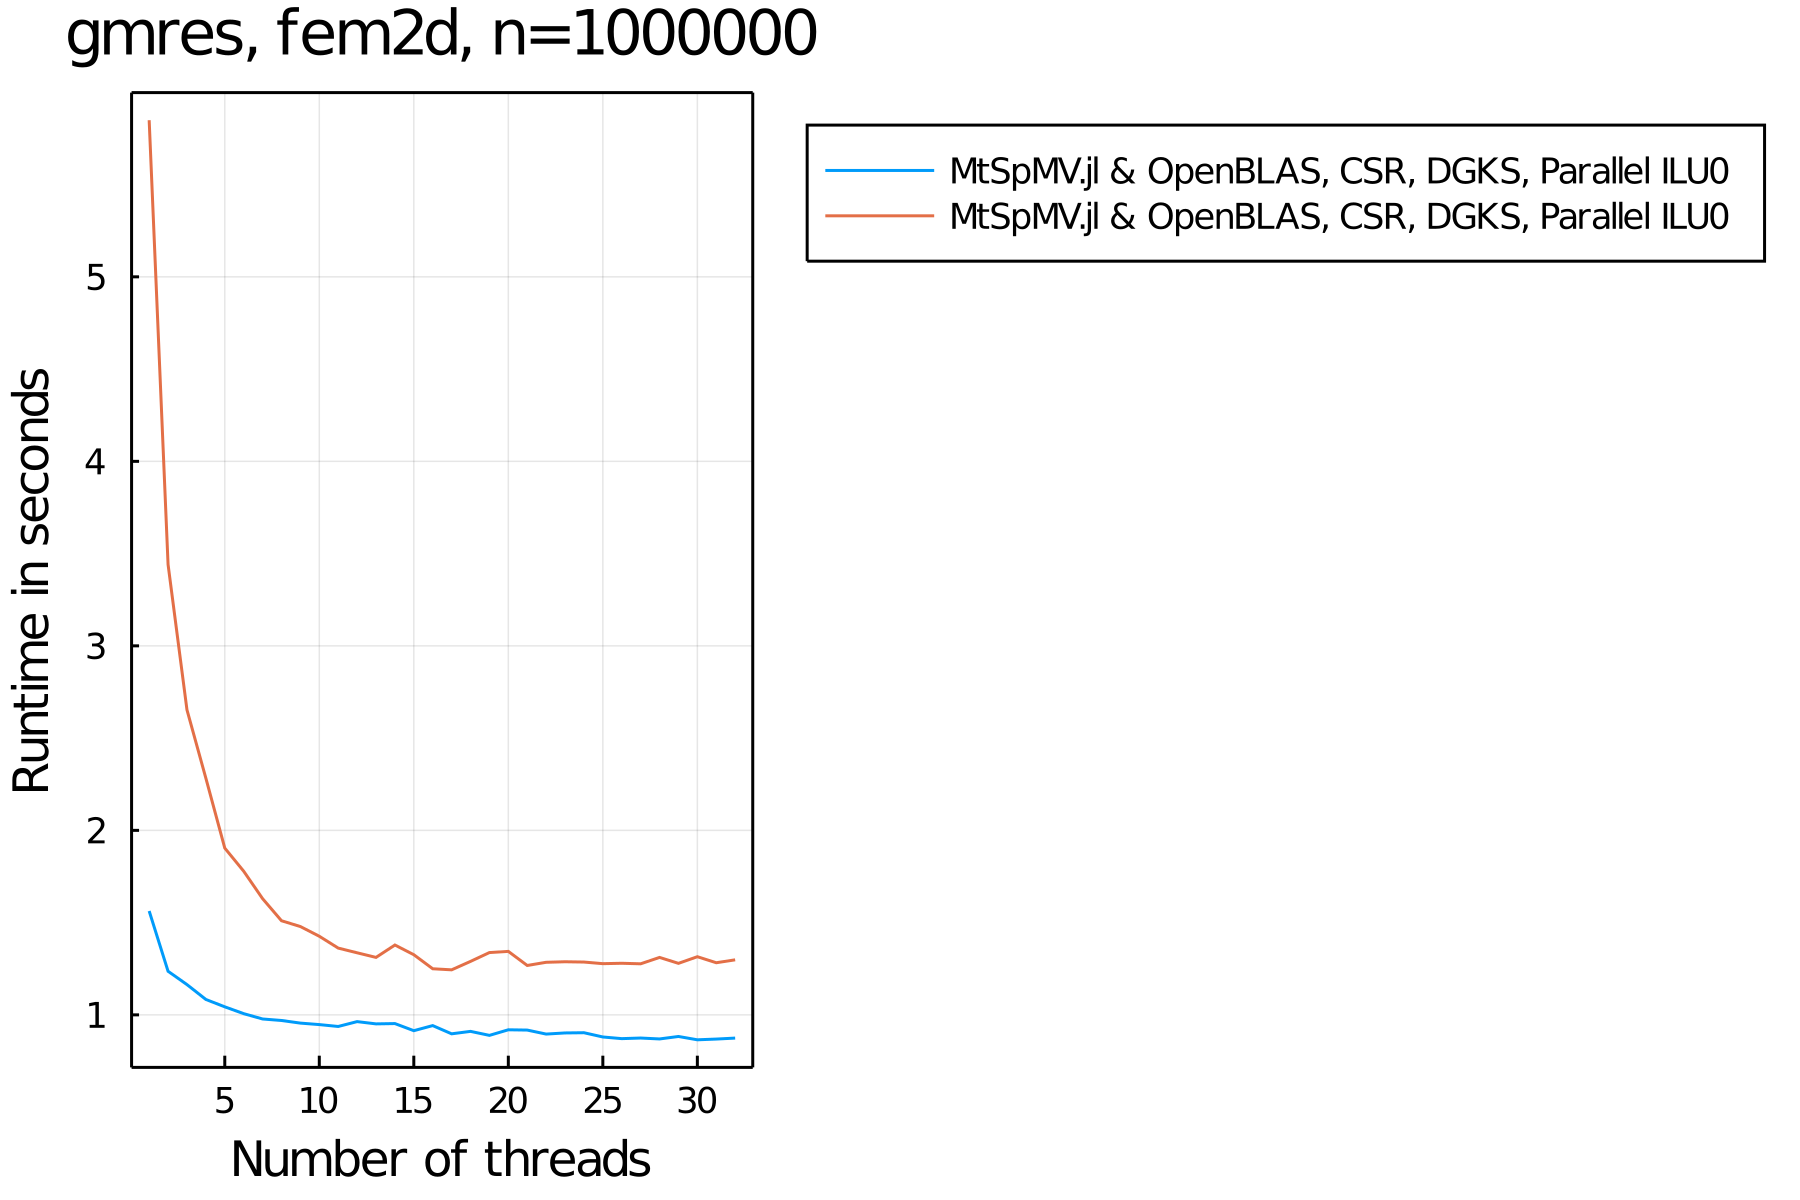 gmres, fem2d, n=1000000
MtSpMV.jl & OpenBLAS, CSR, DGKS, Parallel ILU0
MtSpMV.jl & OpenBLAS, CSR, DGKS, Parallel ILU0
Runtime in seconds
5
4
3
2
1
5 10 15 20 25 30
Number of threads